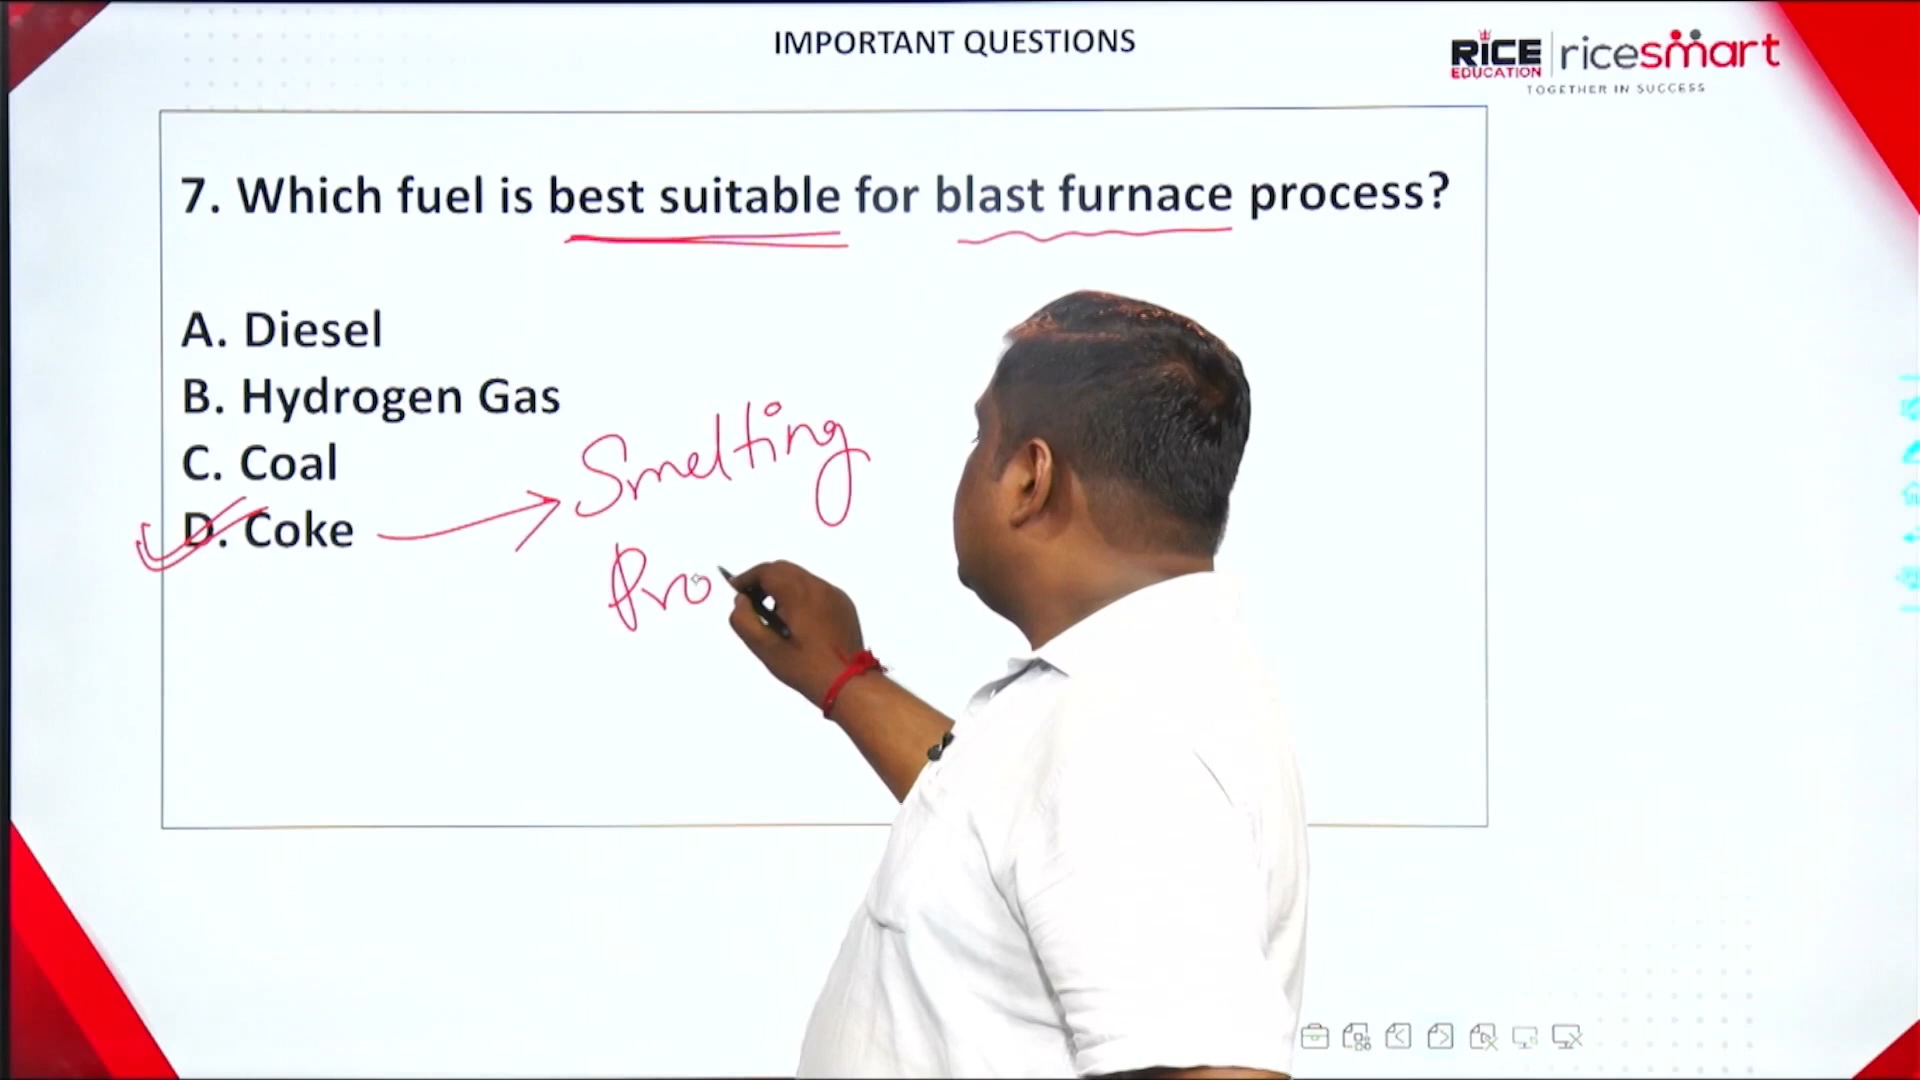 IMPORTANT QUESTIONS
RICE
EDUCATION
ricesmart
TOGETHER IN SUCCESS
7. Which fuel is best suitable for blast furnace process?
A. Diesel
B. Hydrogen Gas
C. Coal
D. Coke
Smelting
Pro